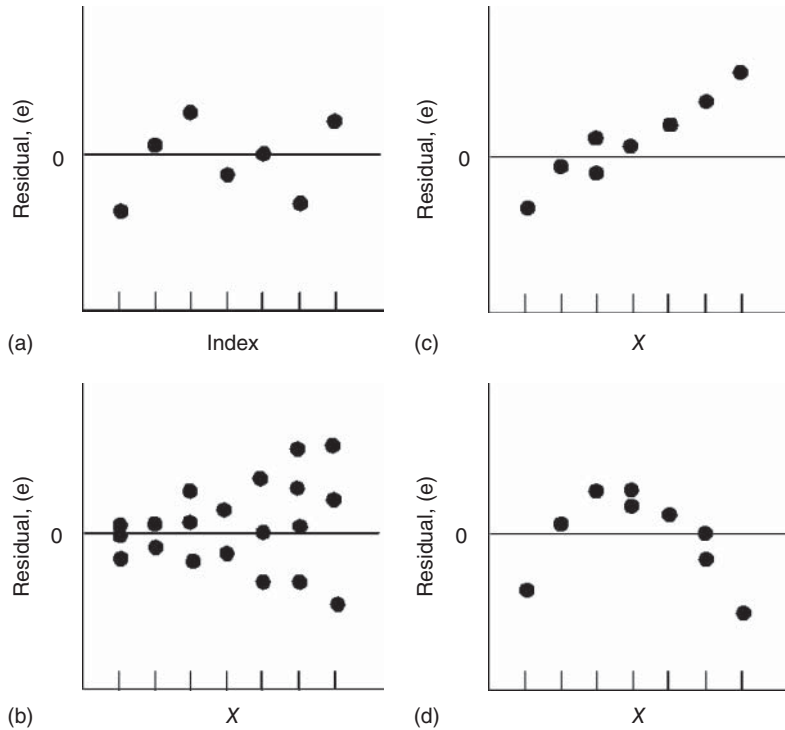 Residual, (e)
0
(a)
Index
Residual, (e)
0
(c)
X
Residual, (e)
0
(b)
X
Residual, (e)
0
(d)
X